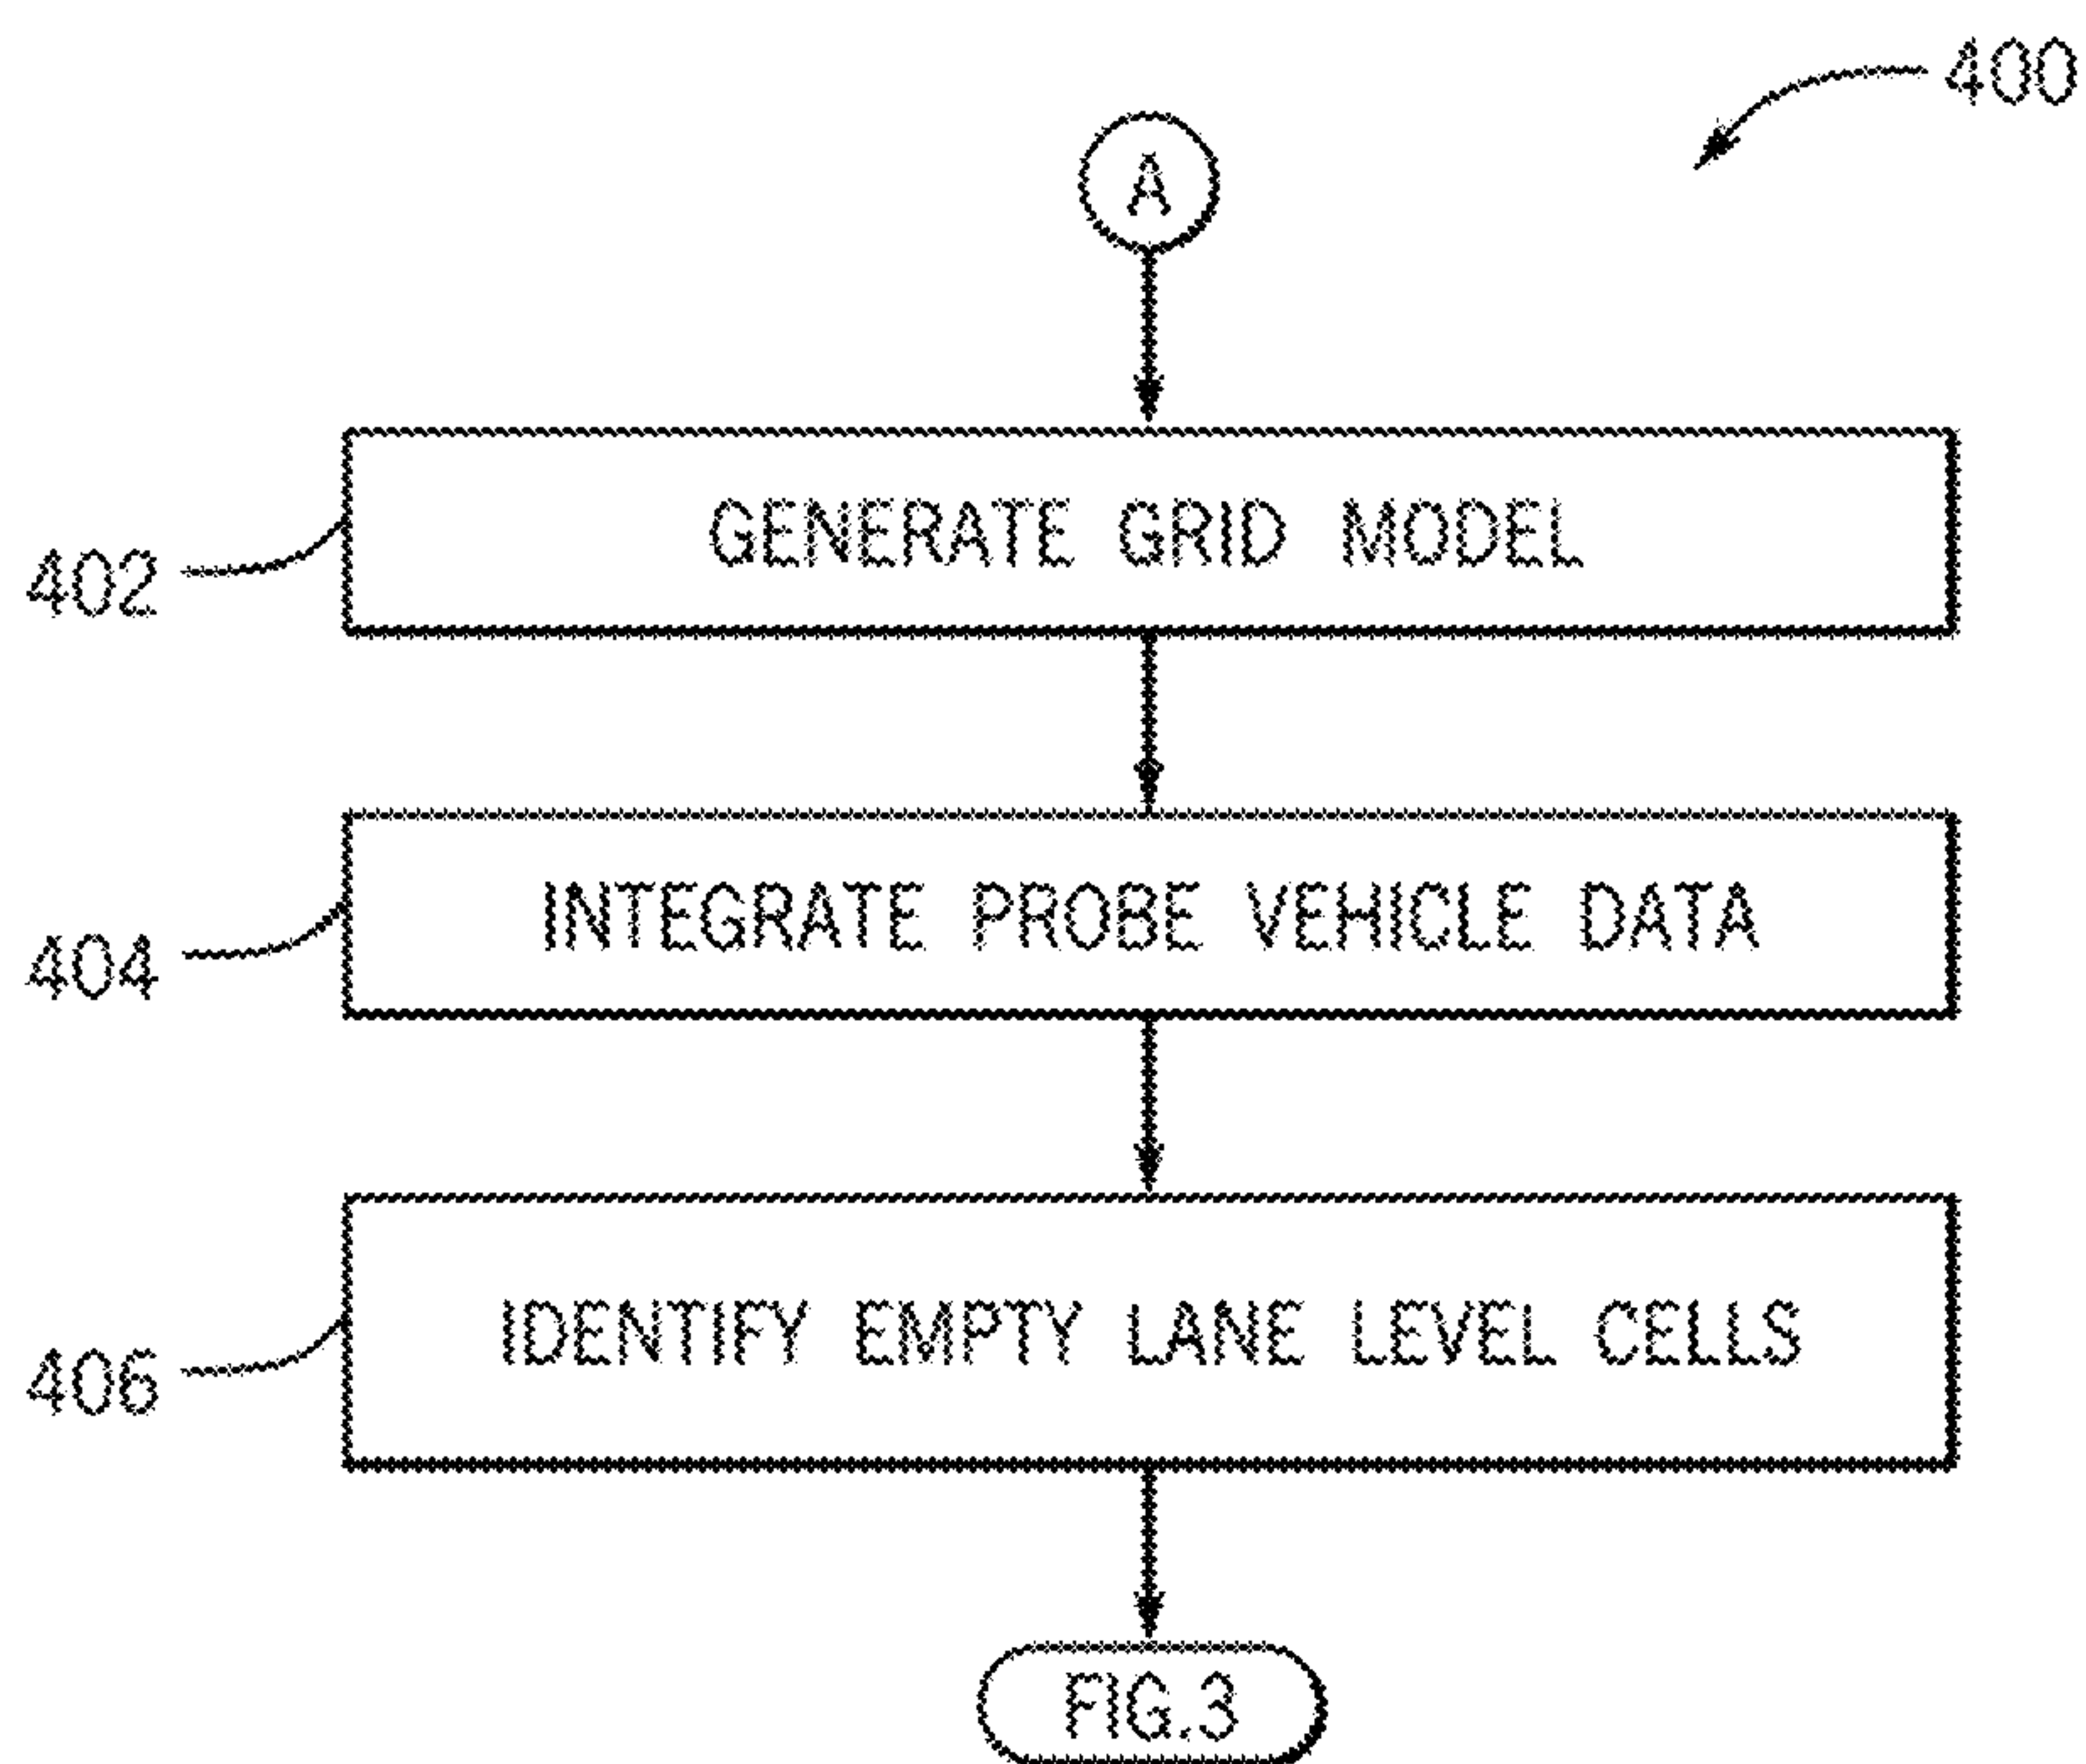 400
A
GENERATE GRID MODEL
402
INTEGRATE PROBE VEHICLE DATA
404
IDENTIFY EMPTY LANE LEVEL CELLS
406
FIG.3